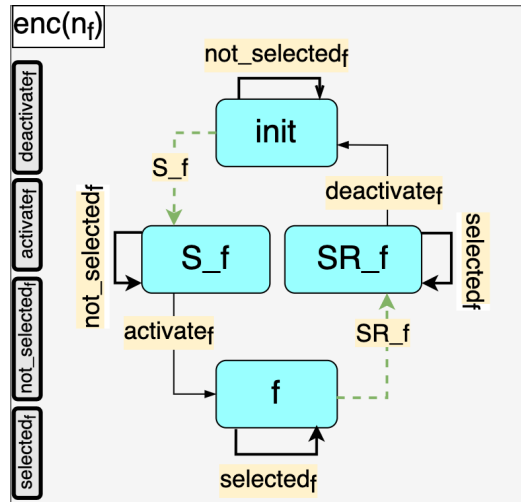 enc(n_f)
not_selected_f
init
S_f
deactivate_f
S_f
SR_f
not_selected_f
selected_f
activate_f
SR_f
f
selected_f
deactivate_f
activate_f
not_selected_f
selected_f